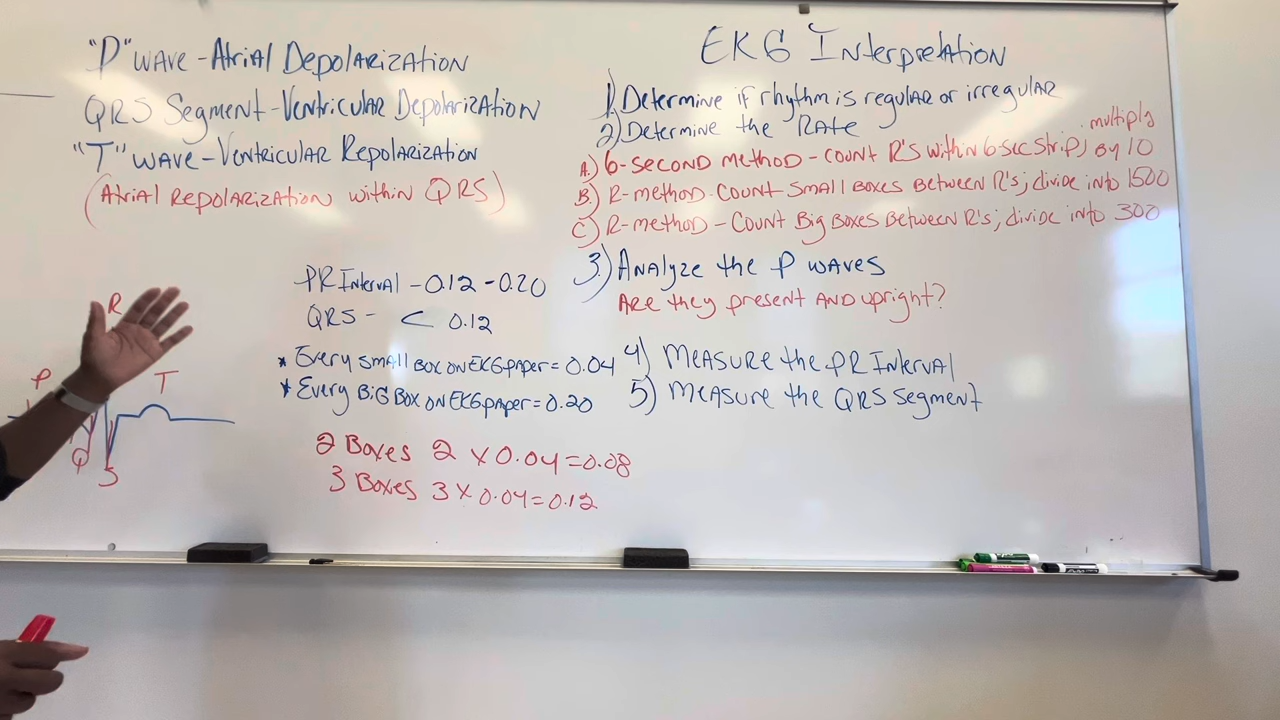 "P" wave - Atrial Depolarization
QRS Segment - Ventricular Depolarization
"T" wave - Ventricular Repolarization
(Atrial Repolarization within QRS)
R
P
T
Q
S
PR Interval - 0.12 - 0.20
QRS - < 0.12
* Every small box on EKG paper = 0.04
* Every Big Box on EKG paper = 0.20
2 Boxes 2 x 0.04 = 0.08
3 Boxes 3 x 0.04 = 0.12
EKG Interpretation
1) Determine if rhythm is regular or irregular
2) Determine the Rate
A.) 6-second method - count R's within 6-sec strip; multiply by 10
B.) R-method - Count small boxes Between R's; divide into 1500
C.) R-method - Count Big Boxes Between R's; divide into 300
3.) Analyze the P waves
Are they present and upright?
4) Measure the PR Interval
5) Measure the QRS segment